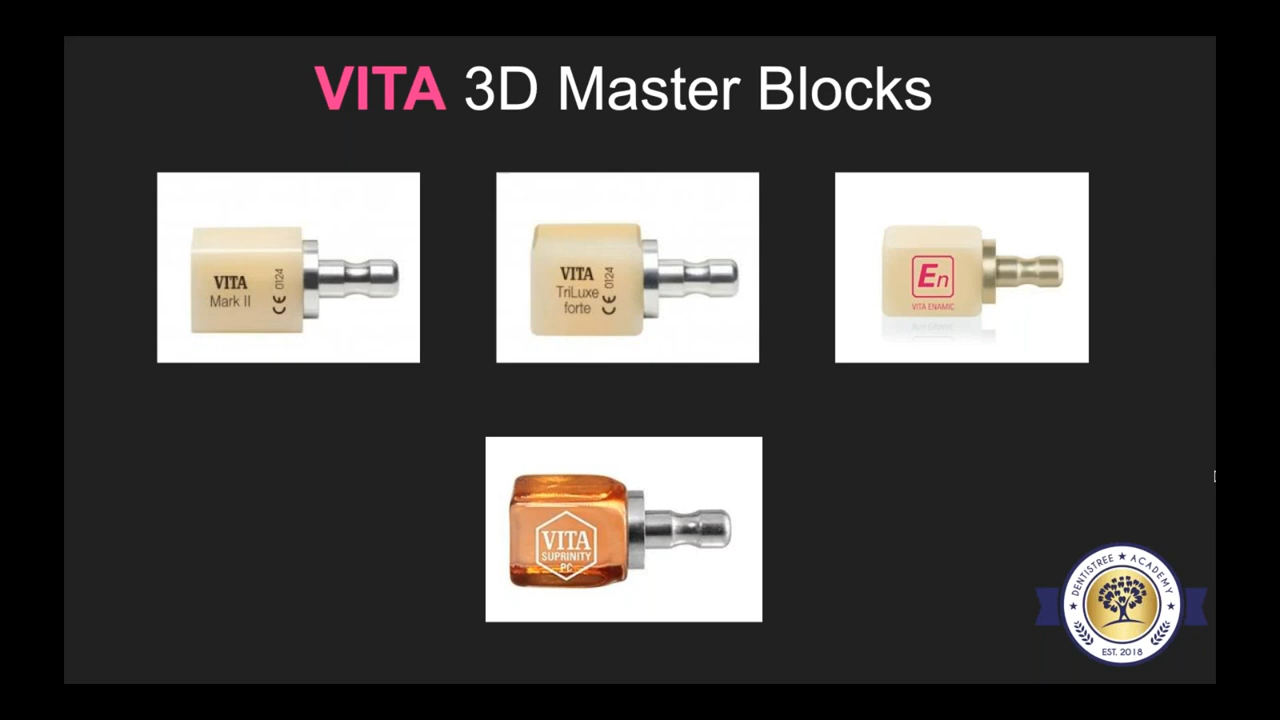 VITA 3D Master Blocks
VITA
Mark II
CE 0124
VITA
TriLuxe
forte
CE 0124
En
VITA ENAMIC
VITA
SUPRINITY
PC
DENTISTREE ★ ACADEMY
EST. 2018